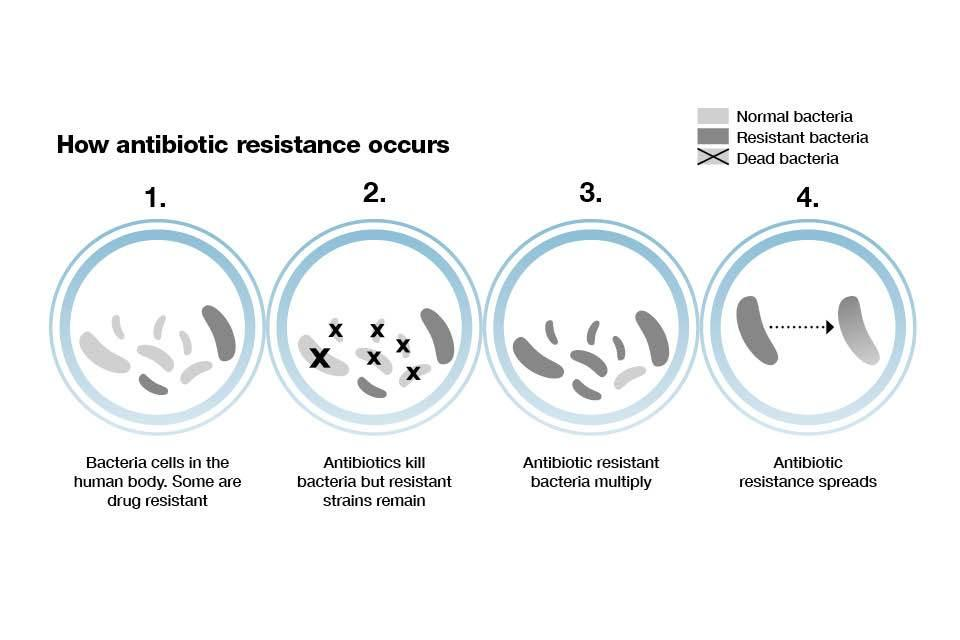 How antibiotic resistance occurs
Normal bacteria
Resistant bacteria
Dead bacteria
1.
2.
3.
4.
x
x
x
x
x
x
Bacteria cells in the
human body. Some are
drug resistant
Antibiotics kill
bacteria but resistant
strains remain
Antibiotic resistant
bacteria multiply
Antibiotic
resistance spreads